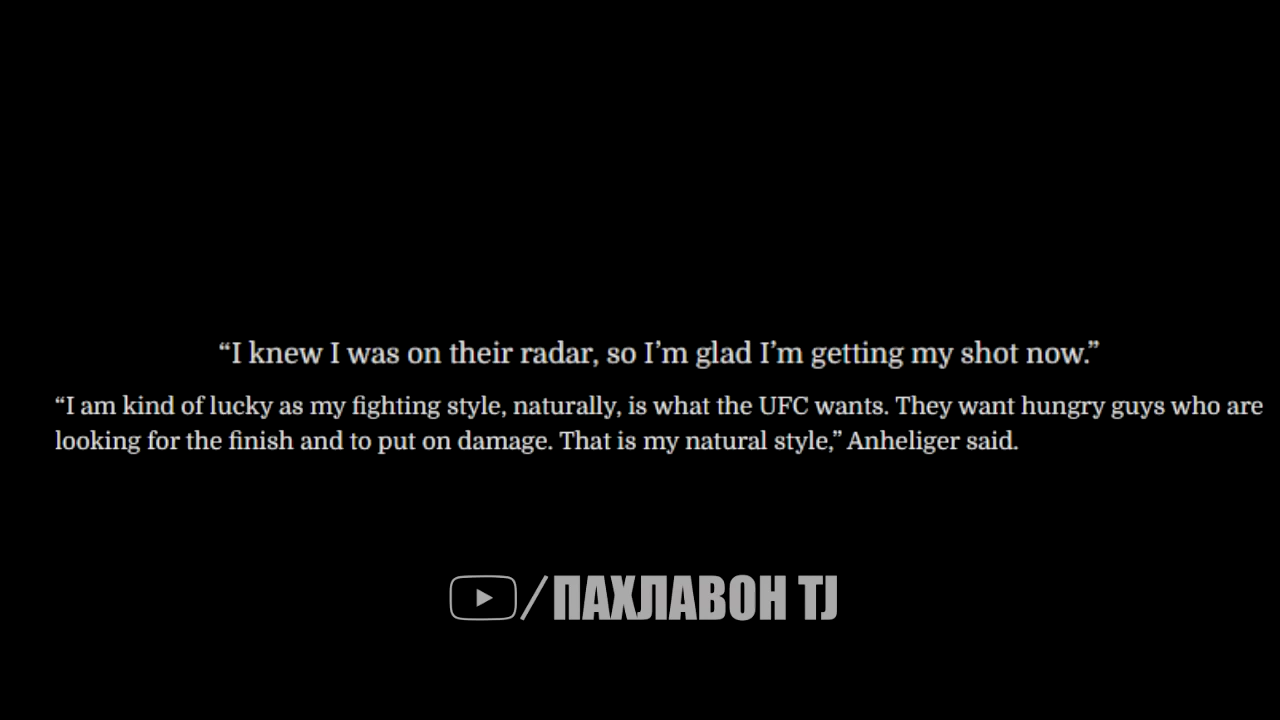 “I knew I was on their radar, so I’m glad I’m getting my shot now.”
“I am kind of lucky as my fighting style, naturally, is what the UFC wants. They want hungry guys who are
looking for the finish and to put on damage. That is my natural style,” Anheliger said.
/ПАХЛАВОН TJ